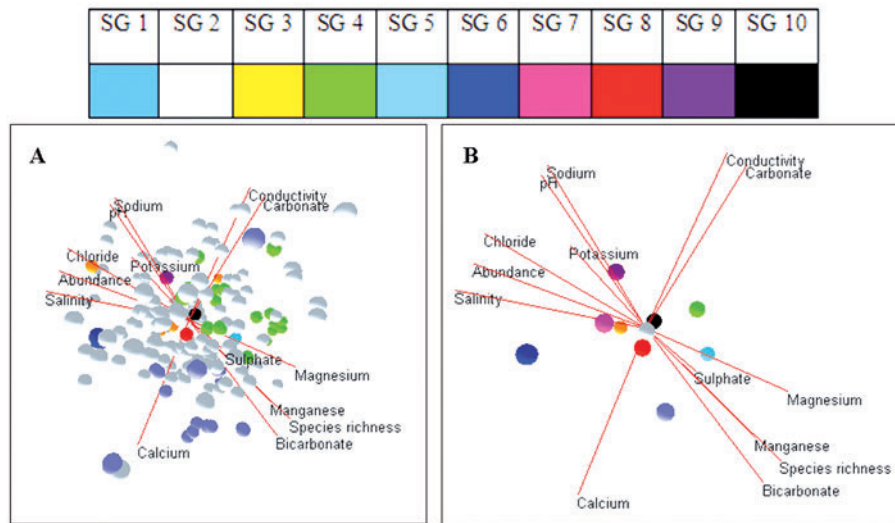 SG 1 SG 2 SG 3 SG 4 SG 5 SG 6 SG 7 SG 8 SG 9 SG 10
A
Sodium
pH
Conductivity
Carbonate
Chloride
Potassium
Abundance
Salinity
Sulphate
Magnesium
Manganese
Species richness
Bicarbonate
Calcium
B
Conductivity
Carbonate
Sodium
pH
Chloride
Potassium
Abundance
Salinity
Sulphate
Magnesium
Manganese
Species richness
Bicarbonate
Calcium